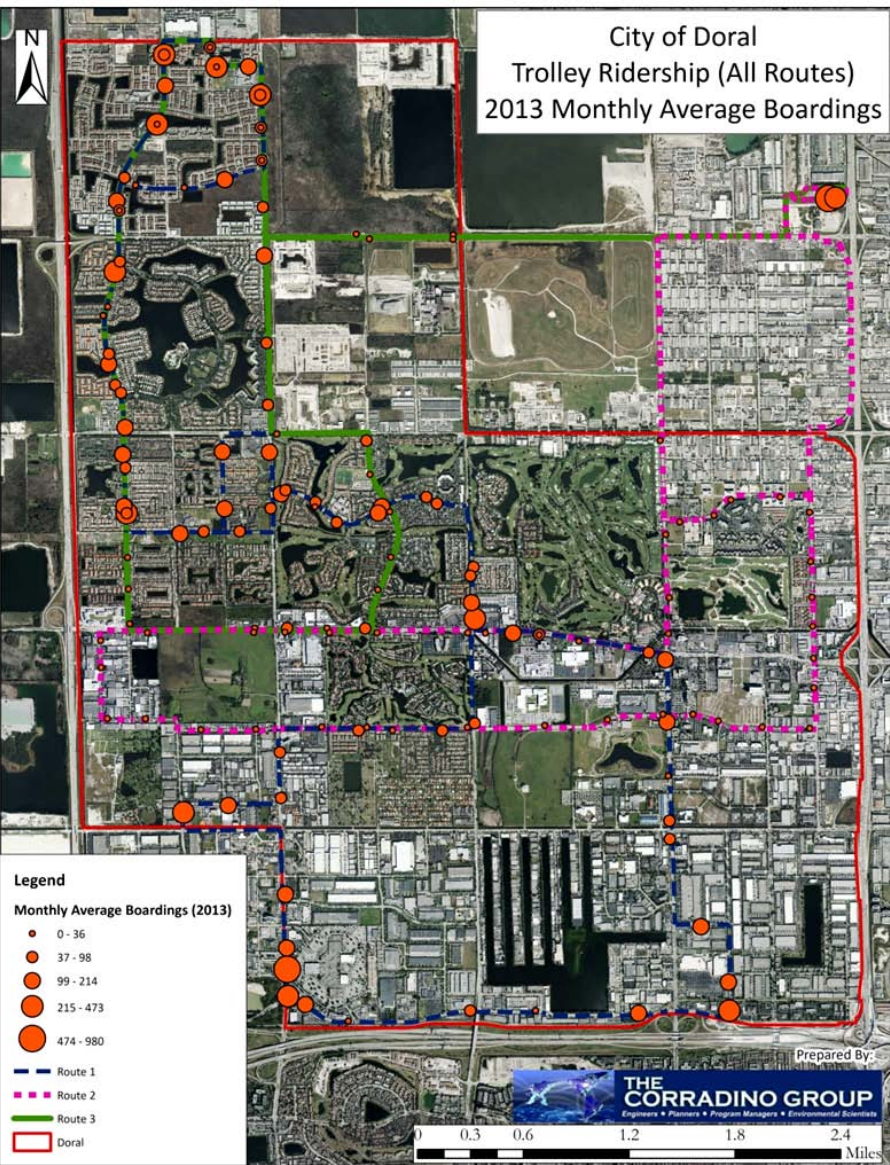 N
City of Doral
Trolley Ridership (All Routes)
2013 Monthly Average Boardings
Legend
Monthly Average Boardings (2013)
0 - 36
37 - 98
99 - 214
215 - 473
474 - 980
Route 1
Route 2
Route 3
Doral
Prepared By:
THE
CORRADINO GROUP
Engineers • Planners • Program Managers • Environmental Scientists
0 0.3 0.6 1.2 1.8 2.4
Miles